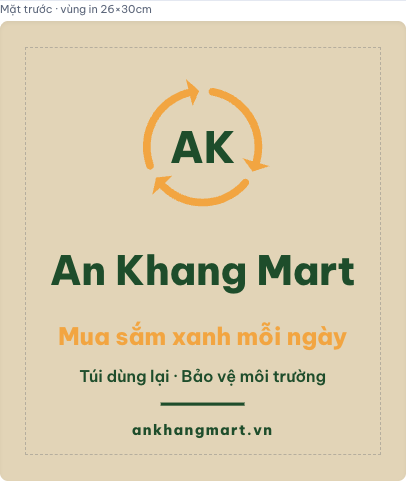 Mặt trước · vùng in 26×30cm
AK
An Khang Mart
Mua sắm xanh mỗi ngày
Túi dùng lại · Bảo vệ môi trường
ankhangmart.vn